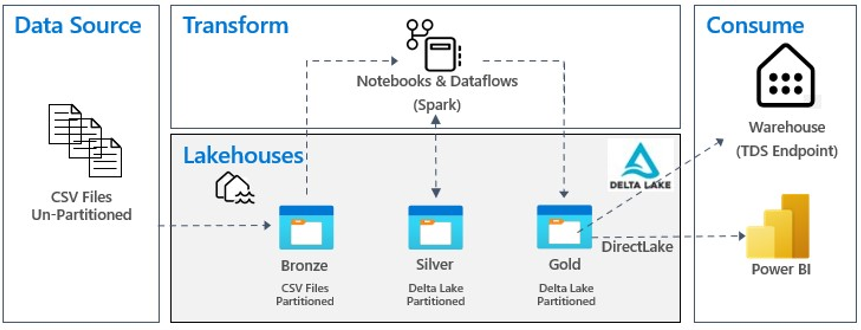 Data Source
CSV Files
Un-Partitioned
Transform
Notebooks & Dataflows
(Spark)
Lakehouses
DELTA LAKE
Bronze
CSV Files
Partitioned
Silver
Delta Lake
Partitioned
Gold
Delta Lake
Partitioned
DirectLake
Consume
Warehouse
(TDS Endpoint)
Power BI